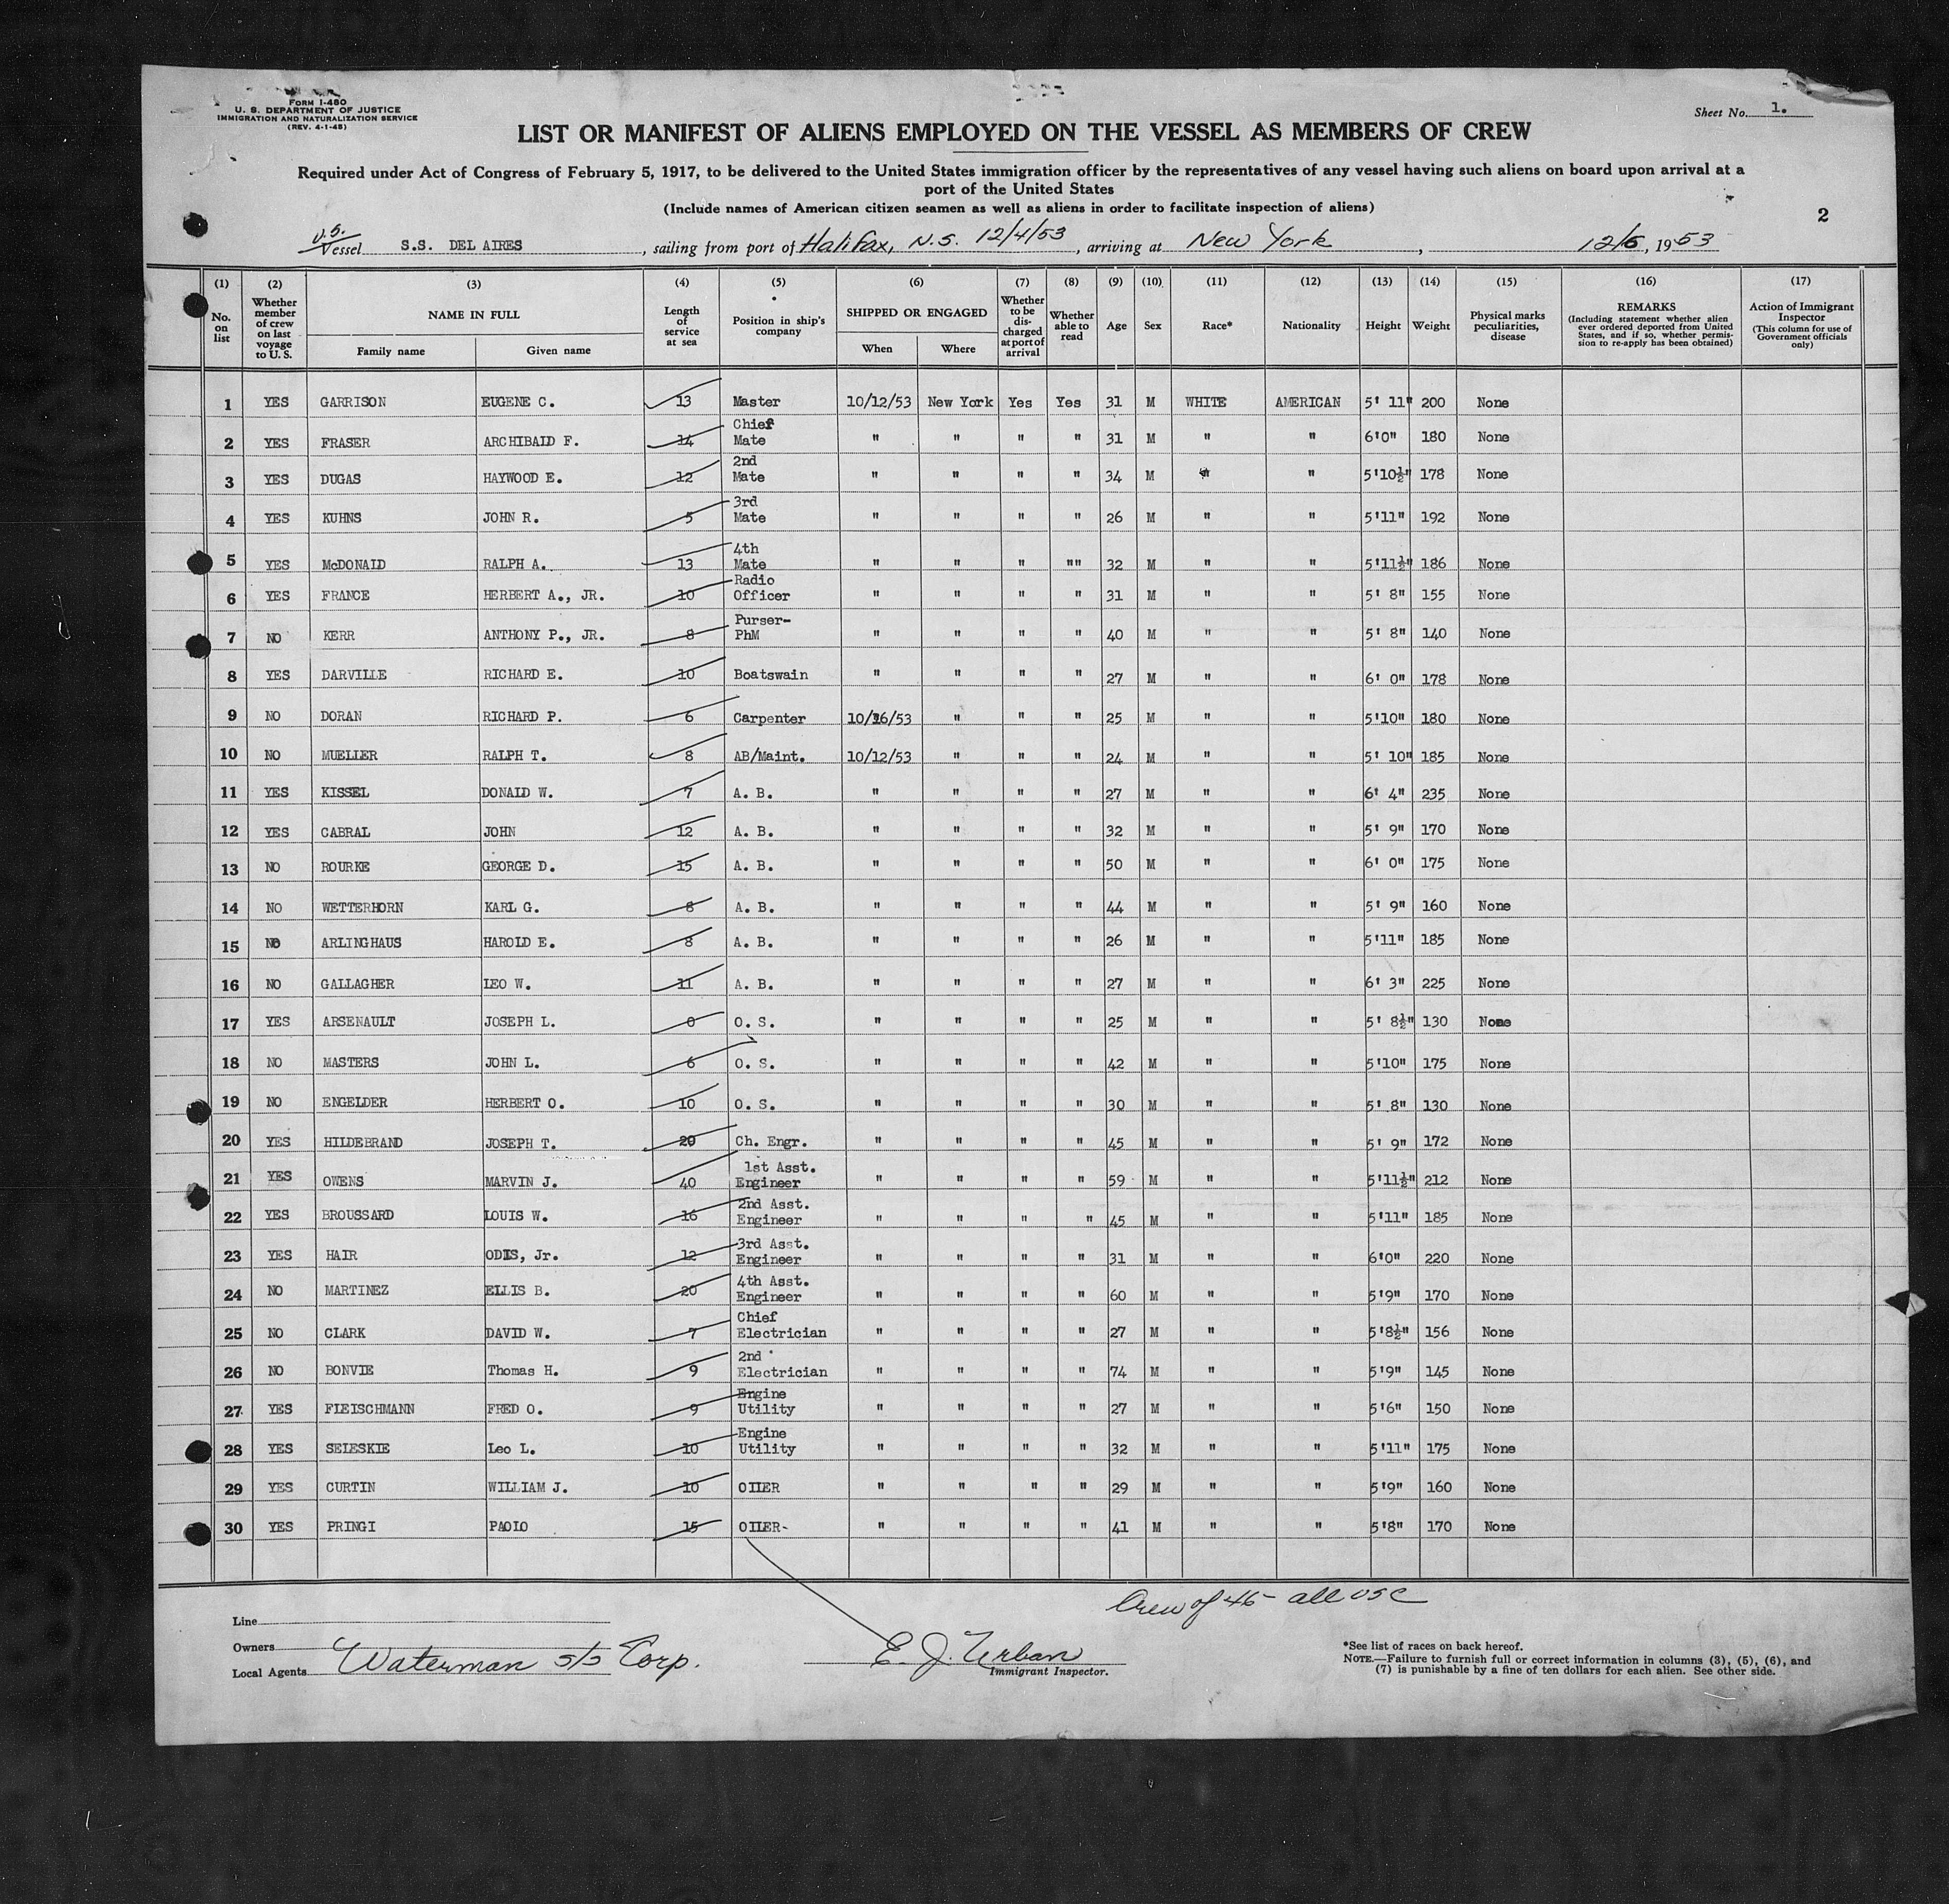 FORM I-480
U. S. DEPARTMENT OF JUSTICE
IMMIGRATION AND NATURALIZATION SERVICE
(REV. 4-1-45)
Sheet No. 1.
LIST OR MANIFEST OF ALIENS EMPLOYED ON THE VESSEL AS MEMBERS OF CREW
Required under Act of Congress of February 5, 1917, to be delivered to the United States immigration officer by the representatives of any vessel having such aliens on board upon arrival at a
port of the United States
(Include names of American citizen seamen as well as aliens in order to facilitate inspection of aliens)
2
U.S.
Vessel S.S. DEL AIRES, sailing from port of Halifax, N.S. 12/4/53, arriving at New York, 12/6, 1953
(1) (2) (3) (4) (5) (6) (7) (8) (9) (10) (11) (12) (13) (14) (15) (16) (17)
No. on list
Whether member of crew on last voyage to U. S.
NAME IN FULL
Family name Given name
Length of service at sea
Position in ship's company
SHIPPED OR ENGAGED
When Where
Whether to be discharged at port of arrival
Whether able to read
Age Sex Race* Nationality Height Weight
Physical marks peculiarities, disease
REMARKS
(Including statement whether alien ever ordered deported from United States, and if so, whether permission to re-apply has been obtained)
Action of Immigrant Inspector
(This column for use of Government officials only)
1 YES GARRISON EUGENE C. 13 Master 10/12/53 New York Yes Yes 31 M WHITE AMERICAN 5' 11" 200 None
2 YES FRASER ARCHIBAID F. 14 Chief Mate " " " " 31 M " " 6'0" 180 None
3 YES DUGAS HAYWOOD E. 12 2nd Mate " " " " 34 M " " 5'10½" 178 None
4 YES KUHNS JOHN R. 5 3rd Mate " " " " 26 M " " 5'11" 192 None
5 YES McDONAID RALPH A. 13 4th Mate " " " "" 32 M " " 5'11½" 186 None
6 YES FRANCE HERBERT A., JR. 10 Radio Officer " " " " 31 M " " 5' 8" 155 None
7 NO KERR ANTHONY P., JR. 8 Purser-PhM " " " " 40 M " " 5' 8" 140 None
8 YES DARVILLE RICHARD E. 10 Boatswain " " " " 27 M " " 6' 0" 178 None
9 NO DORAN RICHARD P. 6 Carpenter 10/26/53 " " " 25 M " " 5'10" 180 None
10 NO MUELLER RALPH T. 8 AB/Maint. 10/12/53 " " " 24 M " " 5' 10" 185 None
11 YES KISSEL DONAID W. 7 A. B. " " " " 27 M " " 6' 4" 235 None
12 YES CABRAL JOHN 12 A. B. " " " " 32 M " " 5' 9" 170 None
13 NO ROURKE GEORGE D. 15 A. B. " " " " 50 M " " 6' 0" 175 None
14 NO WETTERHORN KARL G. 8 A. B. " " " " 44 M " " 5' 9" 160 None
15 NO ARLINGHAUS HAROLD E. 8 A. B. " " " " 26 M " " 5'11" 185 None
16 NO GALLAGHER IEO W. 11 A. B. " " " " 27 M " " 6' 3" 225 None
17 YES ARSENAULT JOSEPH L. 0 O. S. " " " " 25 M " " 5' 8½" 130 None
18 NO MASTERS JOHN L. 6 O. S. " " " " 42 M " " 5'10" 175 None
19 NO ENGELDER HERBERT O. 10 O. S. " " " " 30 M " " 5' 8" 130 None
20 YES HILDEBRAND JOSEPH T. 20 Ch. Engr. " " " " 45 M " " 5' 9" 172 None
21 YES OWENS MARVIN J. 40 1st Asst. Engineer " " " " 59 M " " 5'11½" 212 None
22 YES BROUSSARD LOUIS W. 16 2nd Asst. Engineer " " " " 45 M " " 5'11" 185 None
23 YES HAIR ODIS, Jr. 12 3rd Asst. Engineer " " " " 31 M " " 6'0" 220 None
24 NO MARTINEZ ELLIS B. 20 4th Asst. Engineer " " " " 60 M " " 5'9" 170 None
25 NO CLARK DAVID W. 7 Chief Electrician " " " " 27 M " " 5'8½" 156 None
26 NO BONVIE Thomas H. 9 2nd Electrician " " " " 74 M " " 5'9" 145 None
27 YES FIEISCHMANN FRED O. 9 Engine Utility " " " " 27 M " " 5'6" 150 None
28 YES SEIESKIE Leo L. 10 Engine Utility " " " " 32 M " " 5'11" 175 None
29 YES CURTIN WILLIAM J. 10 OIIER " " " " 29 M " " 5'9" 160 None
30 YES PRINGI PAOIO 15 OIIER- " " " " 41 M " " 5'8" 170 None
Crew of 46 - all USC
Line
Owners
Local Agents Waterman S/S Corp.
E. J. Urban
Immigrant Inspector.
*See list of races on back hereof.
NOTE.—Failure to furnish full or correct information in columns (3), (5), (6), and
(7) is punishable by a fine of ten dollars for each alien. See other side.